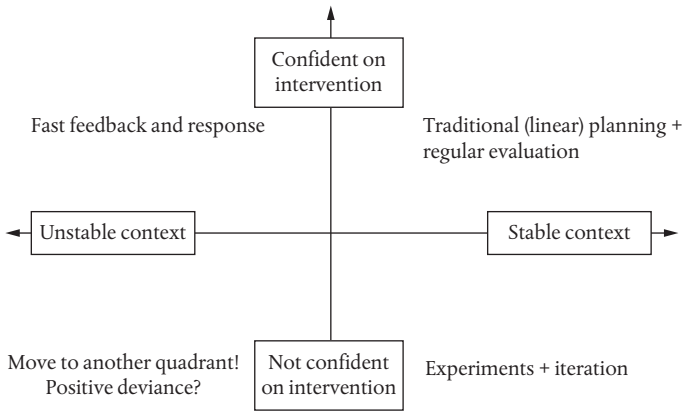 Confident on
intervention
Fast feedback and response
Traditional (linear) planning +
regular evaluation
Unstable context
Stable context
Move to another quadrant!
Positive deviance?
Not confident
on intervention
Experiments + iteration